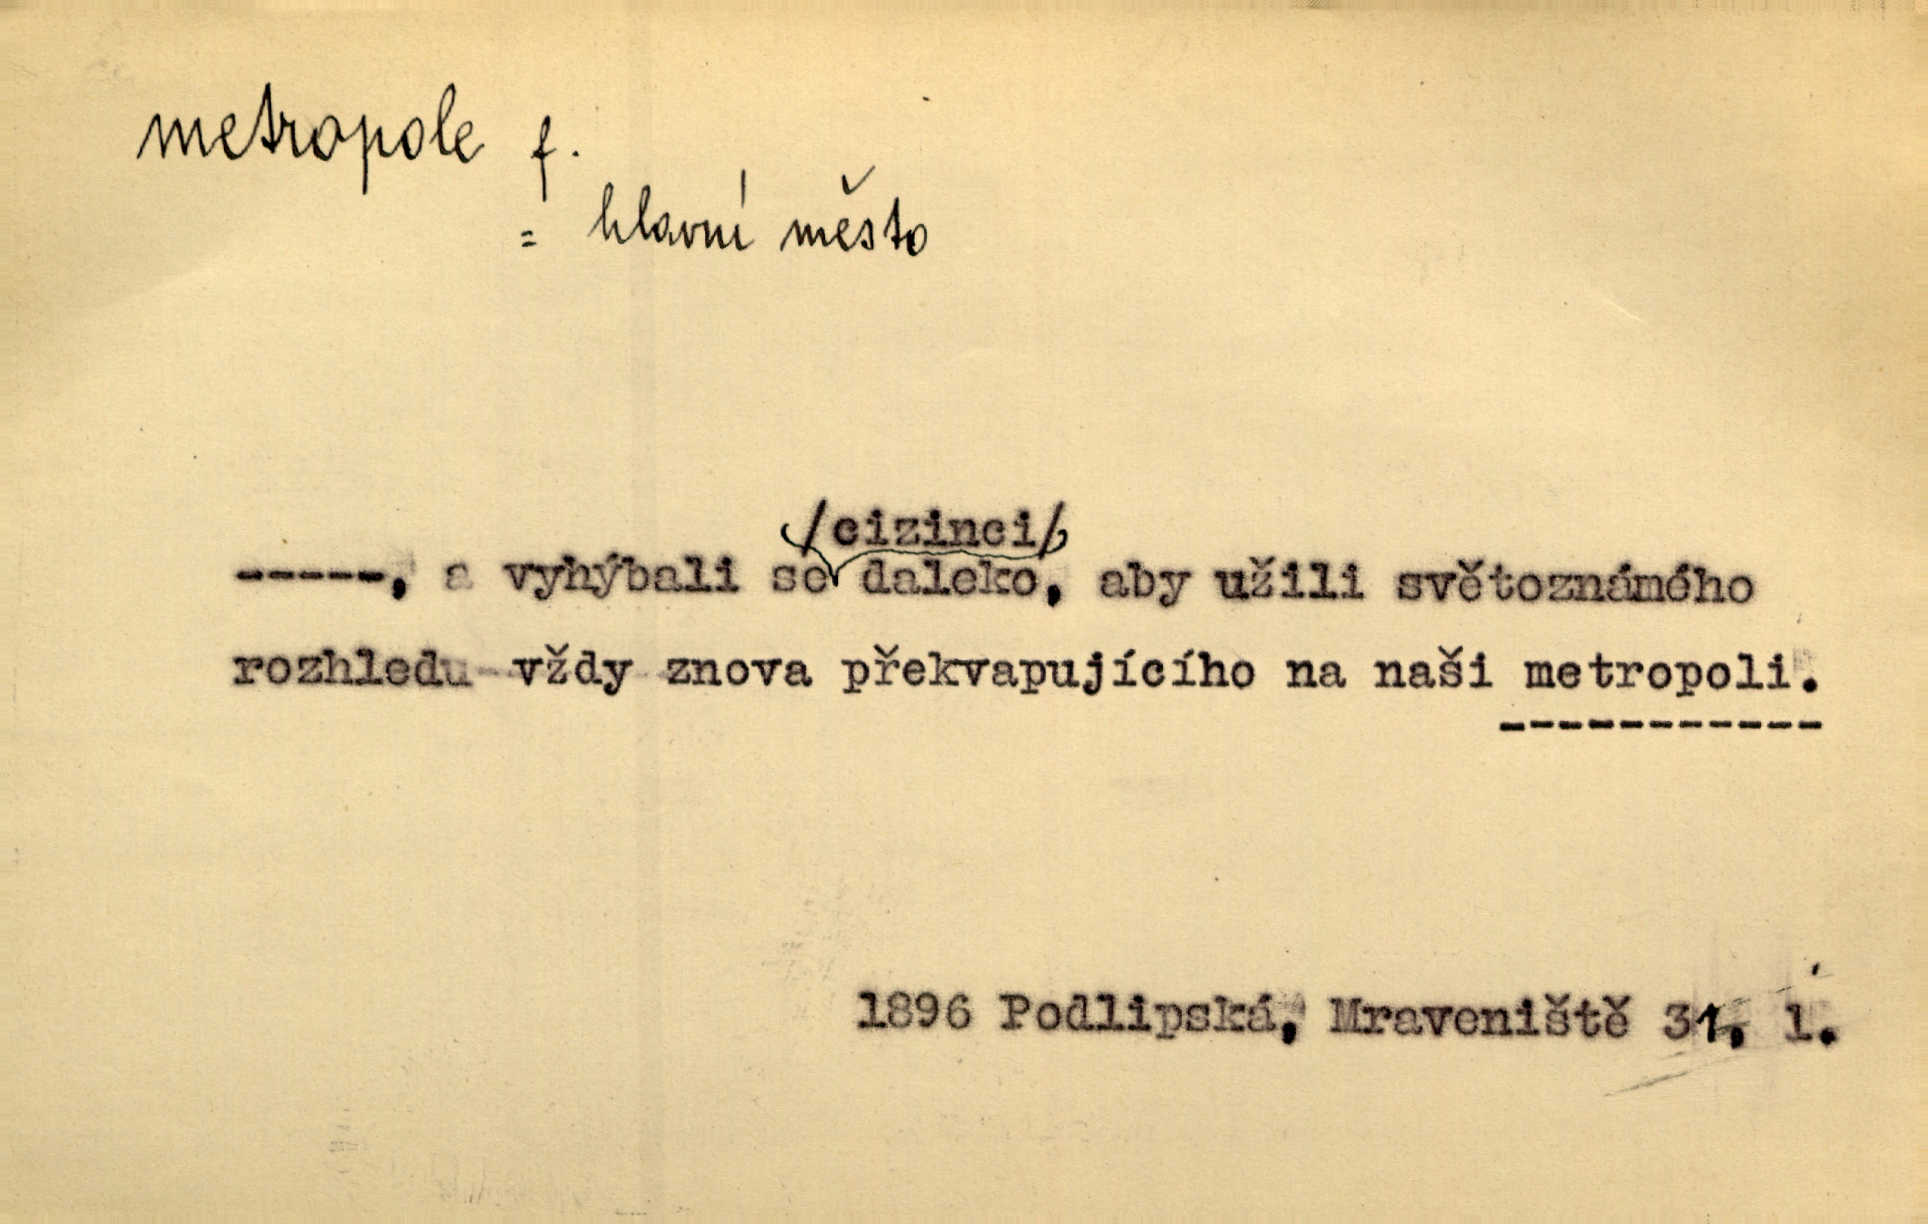 metropole f.
= hlavní město
/cizinci/
-----, a vyhýbali se daleko, aby užili světoznámého
rozhledu vždy znova překvapujícího na naši metropoli.
-----------
1896 Podlipská, Mraveniště 31, 1.